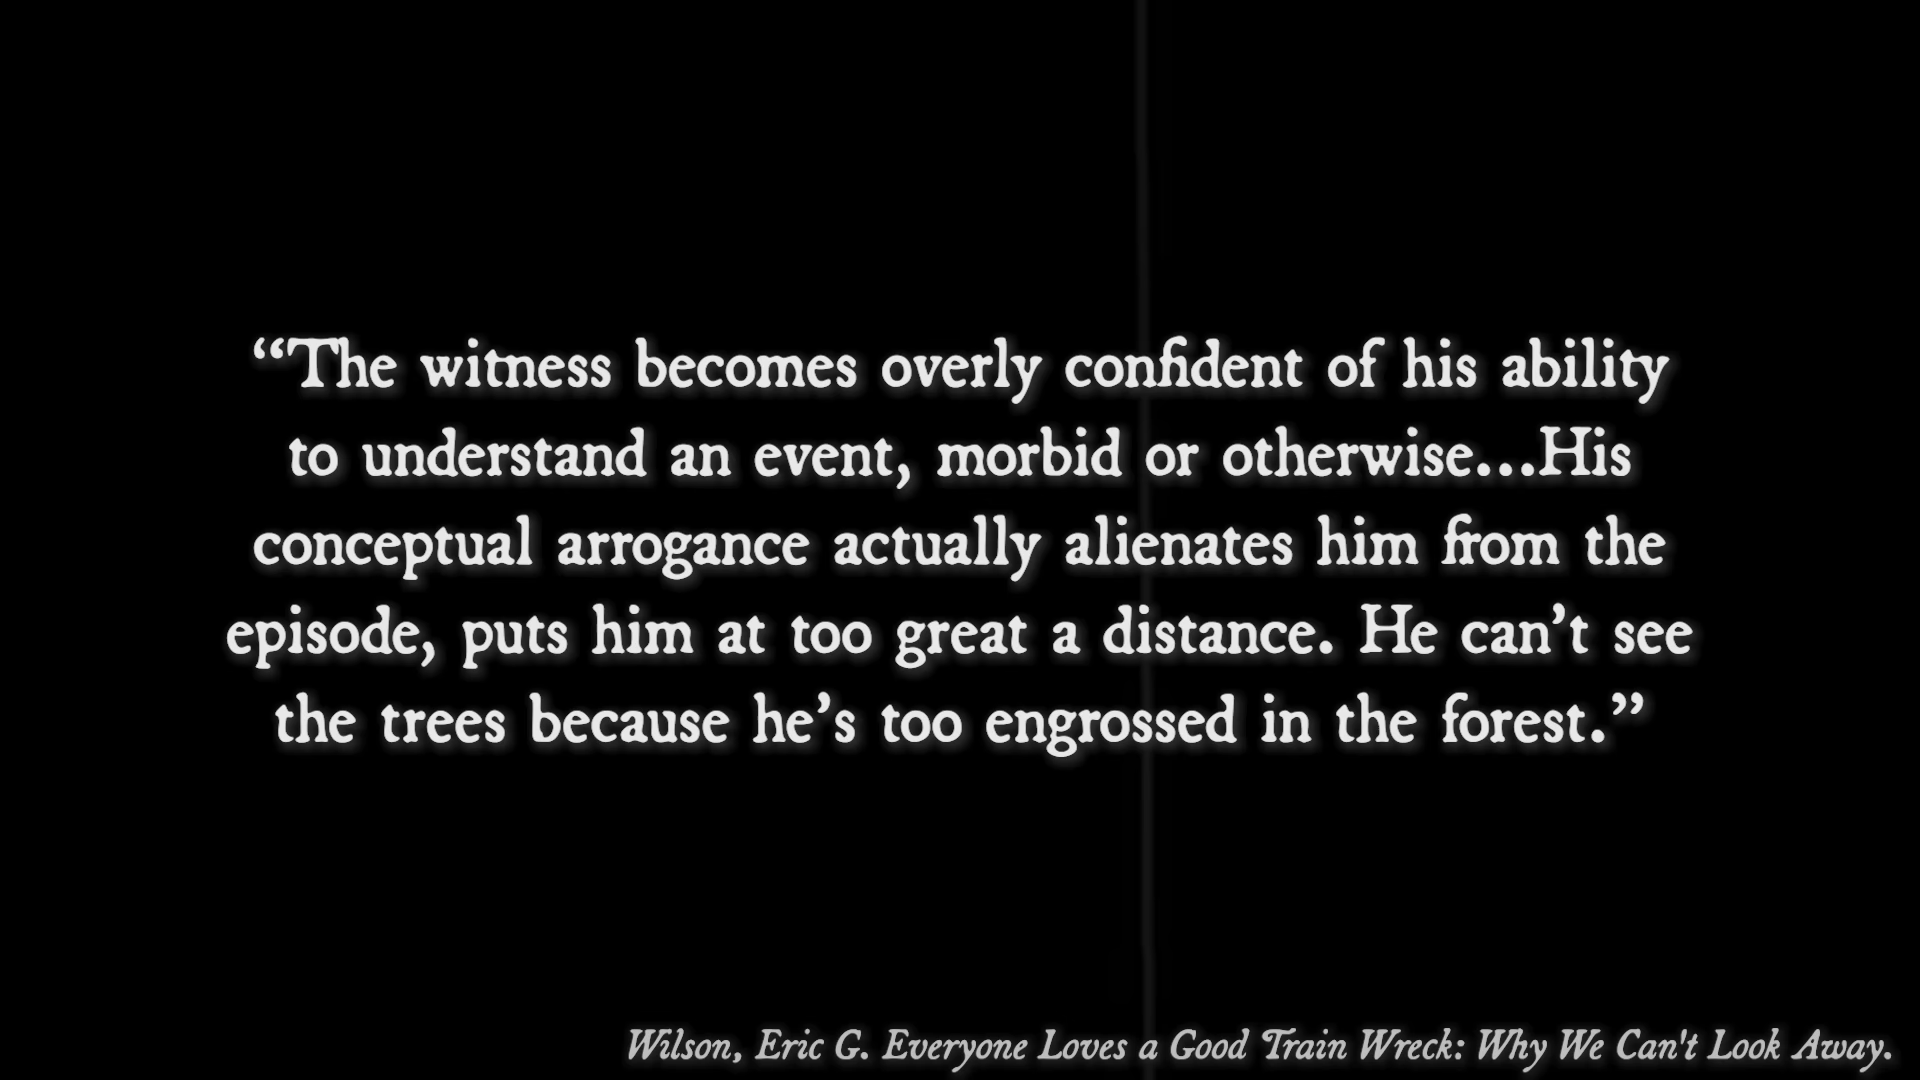 “The witness becomes overly confident of his ability
to understand an event, morbid or otherwise...His
conceptual arrogance actually alienates him from the
episode, puts him at too great a distance. He can’t see
the trees because he’s too engrossed in the forest.”
Wilson, Eric G. Everyone Loves a Good Train Wreck: Why We Can't Look Away.